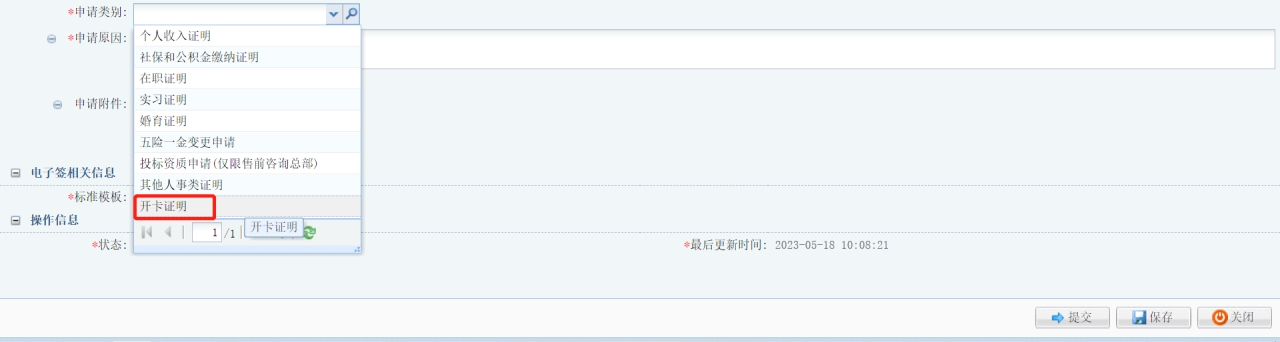 *申请类别:
个人收入证明
*申请原因:
社保和公积金缴纳证明
在职证明
实习证明
申请附件:
婚育证明
五险一金变更申请
投标资质申请(仅限售前咨询总部)
电子签相关信息
其他人事类证明
*标准模板:
开卡证明
操作信息
1 /1
开卡证明
*状态:
*最后更新时间: 2023-05-18 10:08:21
提交 保存 关闭